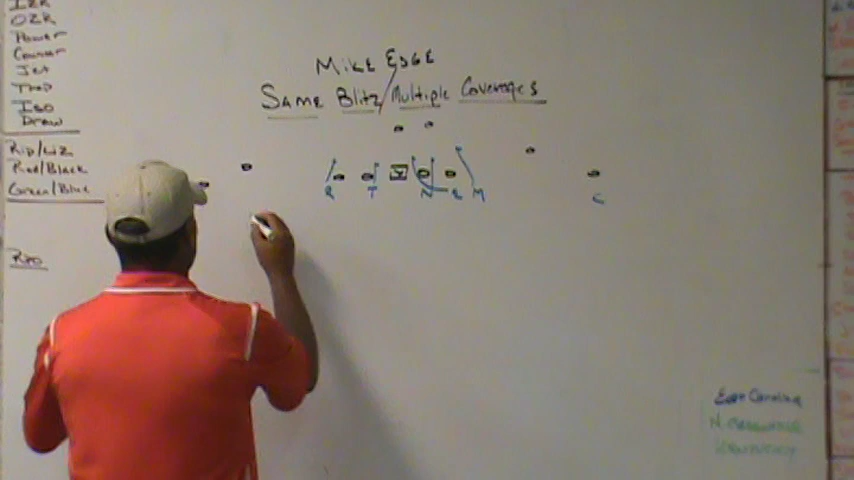 IZR
OZR
Power
Counter
Jet
Trap
Iso
Draw
Rip/Liz
Red/Black
Green/Blue
RPO
Mike Edge
Same Blitz/Multiple Coverages
R T N E M C
East Carolina